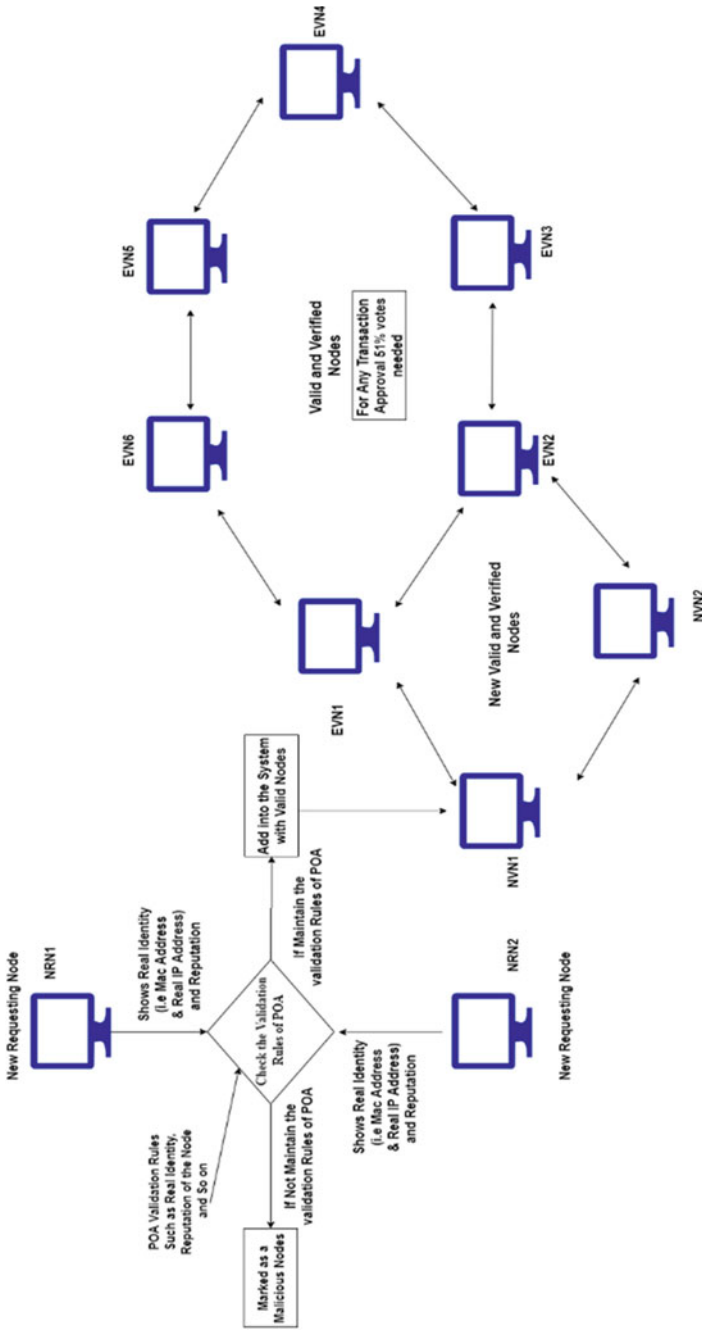 New Requesting Node
NRN1
Shows Real Identity
(i.e Mac Address
& Real IP Address)
and Reputation
POA Validation Rules
Such as Real Identity,
Reputation of the Node
and So on
Check the Validation
Rules of POA
If Not Maintain the
validation Rules of POA
Marked as a
Malicious Nodes
If Maintain the
validation Rules of POA
Add into the System
with Valid Nodes
Shows Real Identity
(i.e Mac Address
& Real IP Address)
and Reputation
NRN2
New Requesting Node
NVN1
EVN1
New Valid and Verified
Nodes
NVN2
EVN6
EVN2
Valid and Verified
Nodes
For Any Transaction
Approval 51% votes
needed
EVN5
EVN3
EVN4